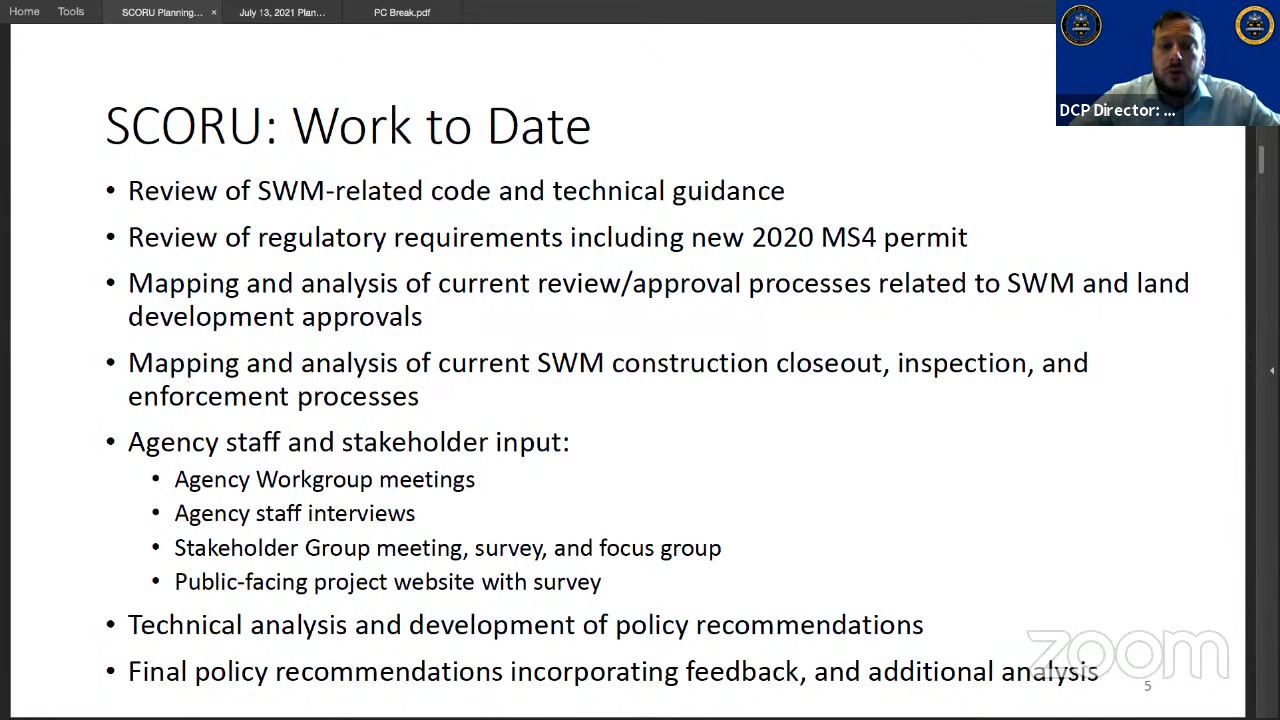 Home Tools SCORU Planning... × July 13, 2021 Plan... PC Break.pdf
DCP Director: ...
SCORU: Work to Date
• Review of SWM-related code and technical guidance
• Review of regulatory requirements including new 2020 MS4 permit
• Mapping and analysis of current review/approval processes related to SWM and land
development approvals
• Mapping and analysis of current SWM construction closeout, inspection, and
enforcement processes
• Agency staff and stakeholder input:
• Agency Workgroup meetings
• Agency staff interviews
• Stakeholder Group meeting, survey, and focus group
• Public-facing project website with survey
• Technical analysis and development of policy recommendations
• Final policy recommendations incorporating feedback, and additional analysis
zoom
5